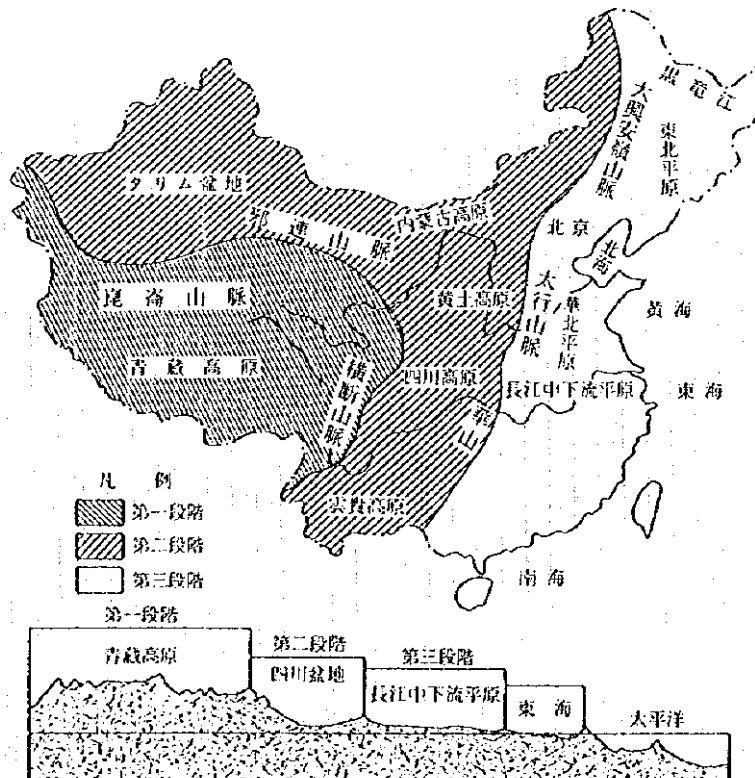 黒竜江
大興安嶺山脈
東北平原
タリム盆地
祁連山脈
内蒙古高原
北京
北海
崑崙山脈
黄土高原
太行山脈
華北平原
黄海
青蔵高原
横断山脈
四川高原
華山
長江中下流平原
東海
雲貴高原
南海
凡例
第一段階
第二段階
第三段階
第一段階
青蔵高原
第二段階
四川盆地
第三段階
長江中下流平原
東海
太平洋